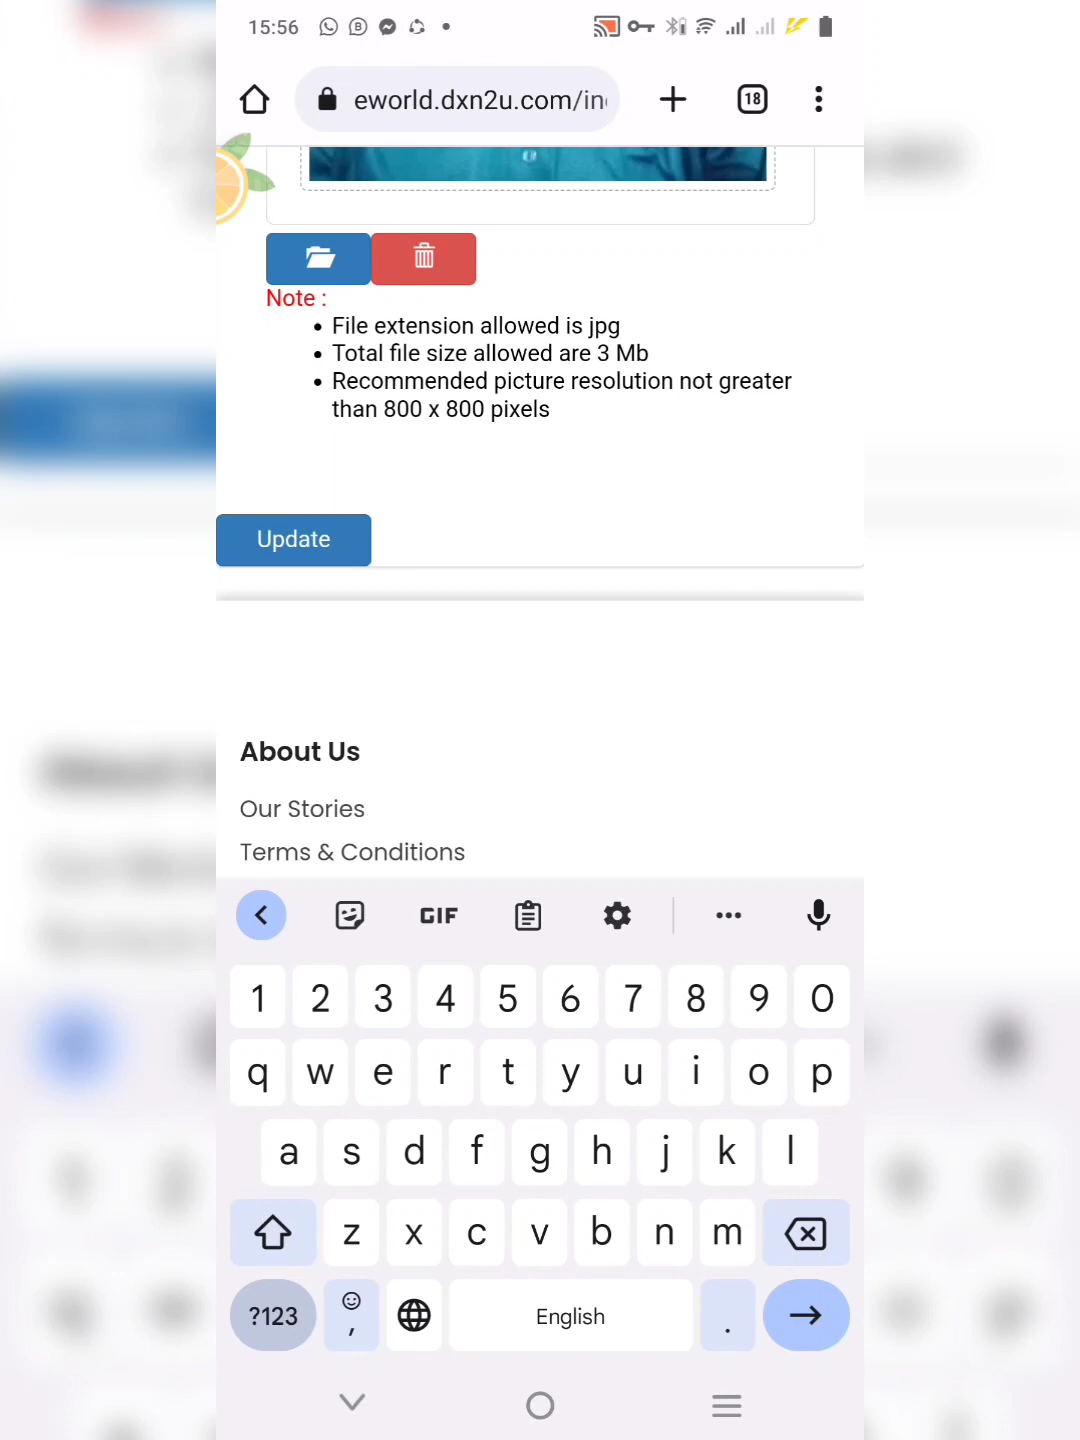 15:56
eworld.dxn2u.com/in
18
Note :
File extension allowed is jpg
Total file size allowed are 3 Mb
Recommended picture resolution not greater
than 800 x 800 pixels
Update
About Us
Our Stories
Terms & Conditions
GIF
1 2 3 4 5 6 7 8 9 0
q w e r t y u i o p
a s d f g h j k l
z x c v b n m
?123 , English .